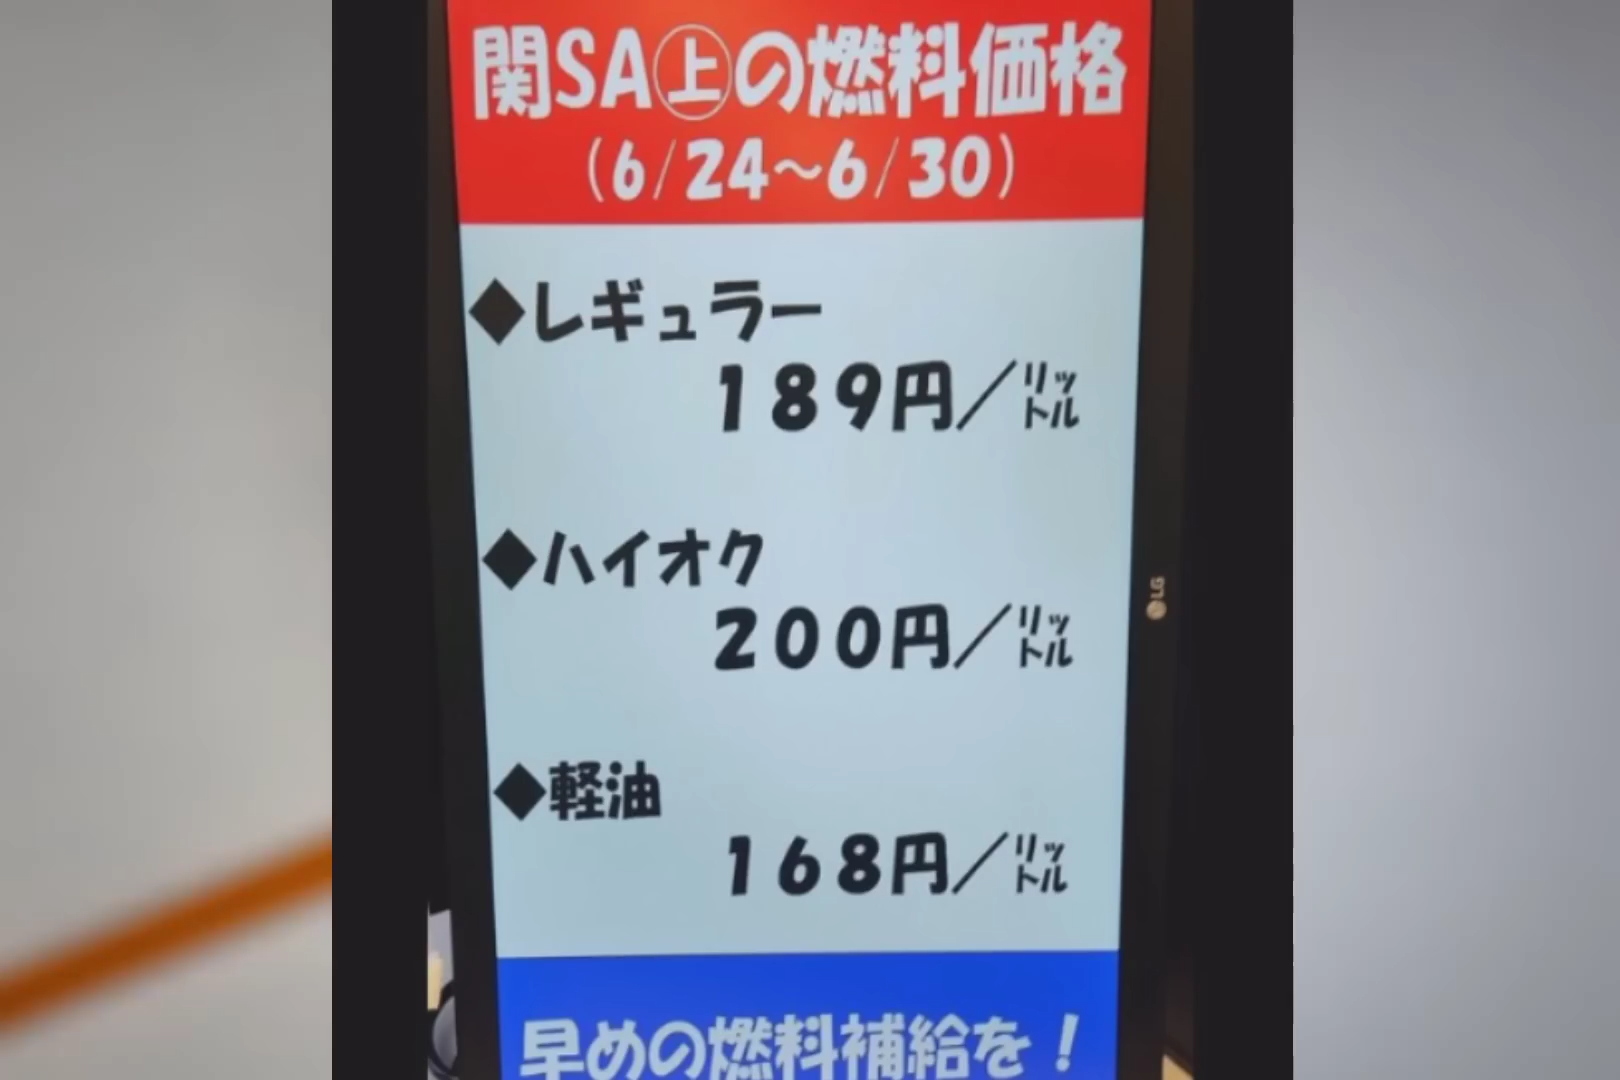 関SA㊤の燃料価格
(6/24～6/30)
◆レギュラー
189円／リットル
◆ハイオク
200円／リットル
◆軽油
168円／リットル
早めの燃料補給を！
LG